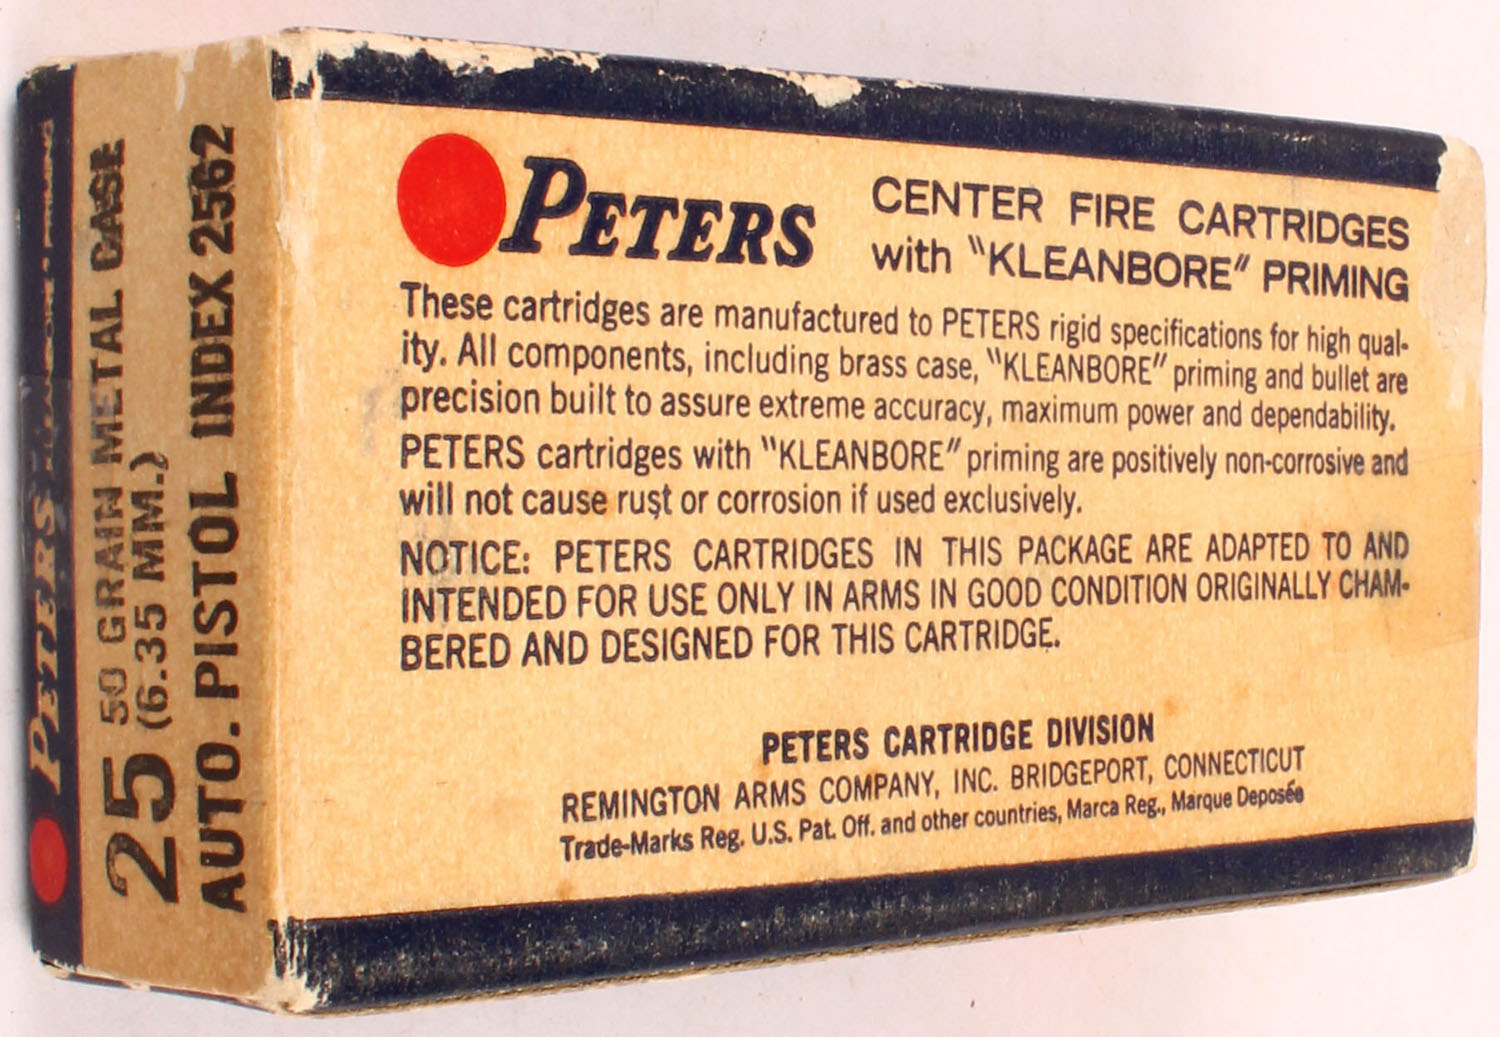 PETERS
CENTER FIRE CARTRIDGES
with "KLEANBORE" PRIMING
These cartridges are manufactured to PETERS rigid specifications for high qual-
ity. All components, including brass case, "KLEANBORE" priming and bullet are
precision built to assure extreme accuracy, maximum power and dependability.
PETERS cartridges with "KLEANBORE" priming are positively non-corrosive and
will not cause rust or corrosion if used exclusively.
NOTICE: PETERS CARTRIDGES IN THIS PACKAGE ARE ADAPTED TO AND
INTENDED FOR USE ONLY IN ARMS IN GOOD CONDITION ORIGINALLY CHAM-
BERED AND DESIGNED FOR THIS CARTRIDGE.
PETERS CARTRIDGE DIVISION
REMINGTON ARMS COMPANY, INC. BRIDGEPORT, CONNECTICUT
Trade-Marks Reg. U.S. Pat. Off. and other countries, Marca Reg., Marque Deposée
PETERS "KLEANBORE" PRIMING
25 50 GRAIN METAL CASE
(6.35 MM.)
AUTO. PISTOL INDEX 2562